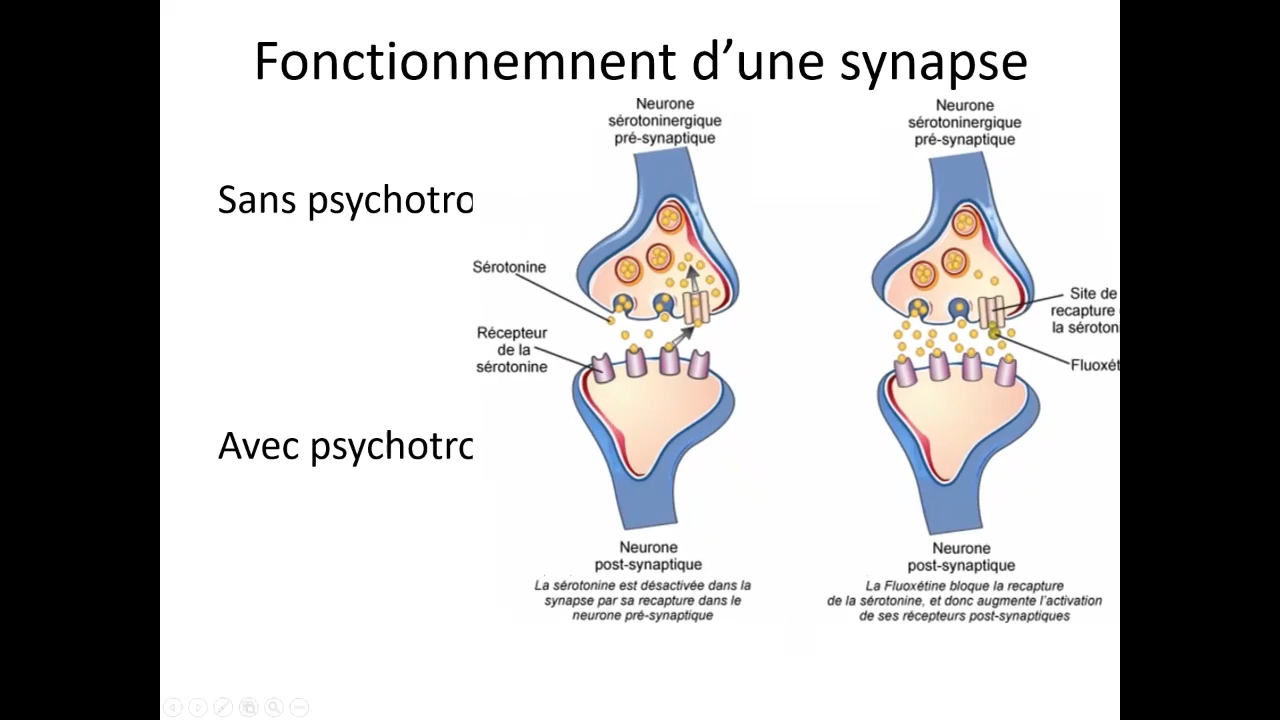 Fonctionnemnent d’une synapse
Neurone
sérotoninergique
pré-synaptique
Neurone
sérotoninergique
pré-synaptique
Sans psychotro
Sérotonine
Récepteur
de la
sérotonine
Site de
recapture
la séroton
Fluoxét
Avec psychotro
Neurone
post-synaptique
La sérotonine est désactivée dans la
synapse par sa recapture dans le
neurone pré-synaptique
Neurone
post-synaptique
La Fluoxétine bloque la recapture
de la sérotonine, et donc augmente l’activation
de ses récepteurs post-synaptiques